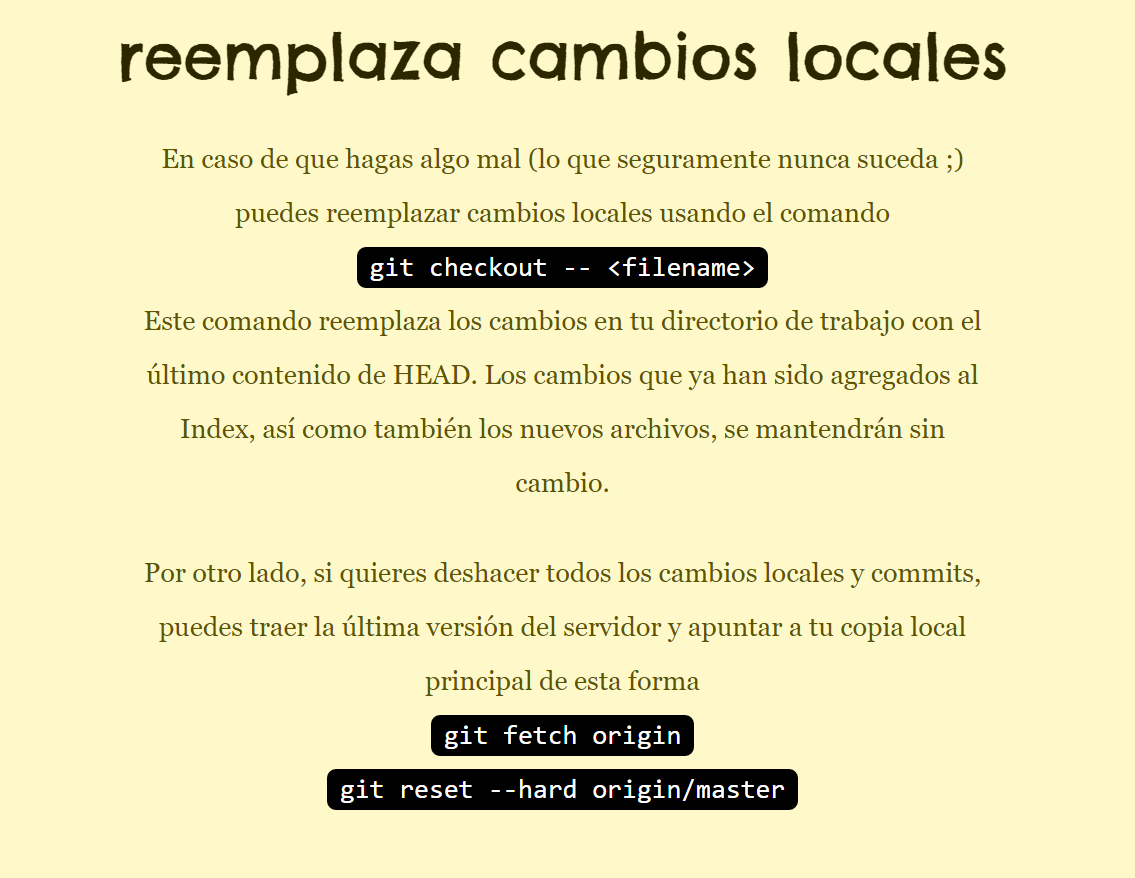 reemplaza cambios locales
En caso de que hagas algo mal (lo que seguramente nunca suceda ;)
puedes reemplazar cambios locales usando el comando
git checkout -- <filename>
Este comando reemplaza los cambios en tu directorio de trabajo con el
último contenido de HEAD. Los cambios que ya han sido agregados al
Index, así como también los nuevos archivos, se mantendrán sin
cambio.
Por otro lado, si quieres deshacer todos los cambios locales y commits,
puedes traer la última versión del servidor y apuntar a tu copia local
principal de esta forma
git fetch origin
git reset --hard origin/master